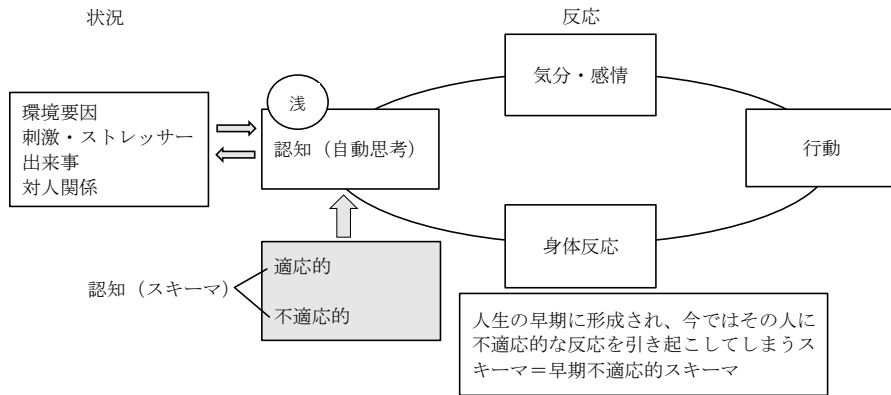 状況
反応
環境要因
刺激・ストレッサー
出来事
対人関係
浅
認知（自動思考）
気分・感情
行動
身体反応
認知（スキーマ）
適応的
不適応的
人生の早期に形成され、今ではその人に
不適応的な反応を引き起こしてしまうス
キーマ＝早期不適応的スキーマ